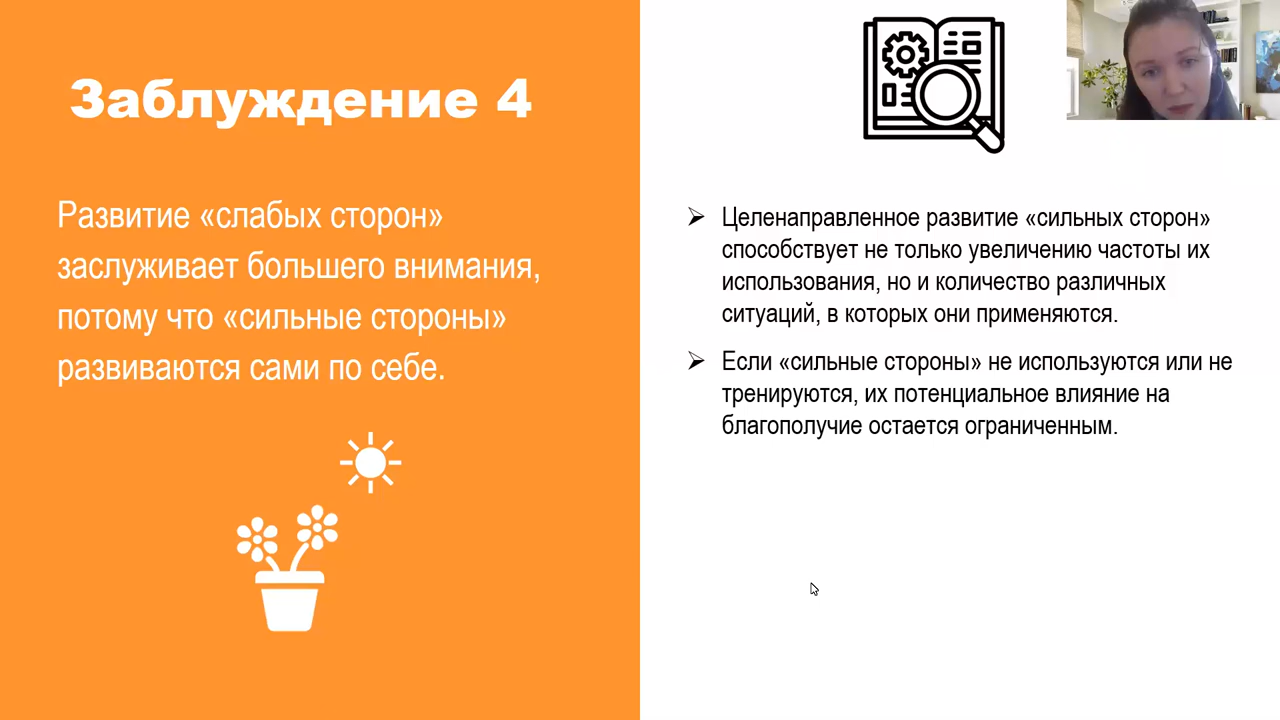 Заблуждение 4
Развитие «слабых сторон»
заслуживает большего внимания,
потому что «сильные стороны»
развиваются сами по себе.
➢ Целенаправленное развитие «сильных сторон»
способствует не только увеличению частоты их
использования, но и количество различных
ситуаций, в которых они применяются.
➢ Если «сильные стороны» не используются или не
тренируются, их потенциальное влияние на
благополучие остается ограниченным.